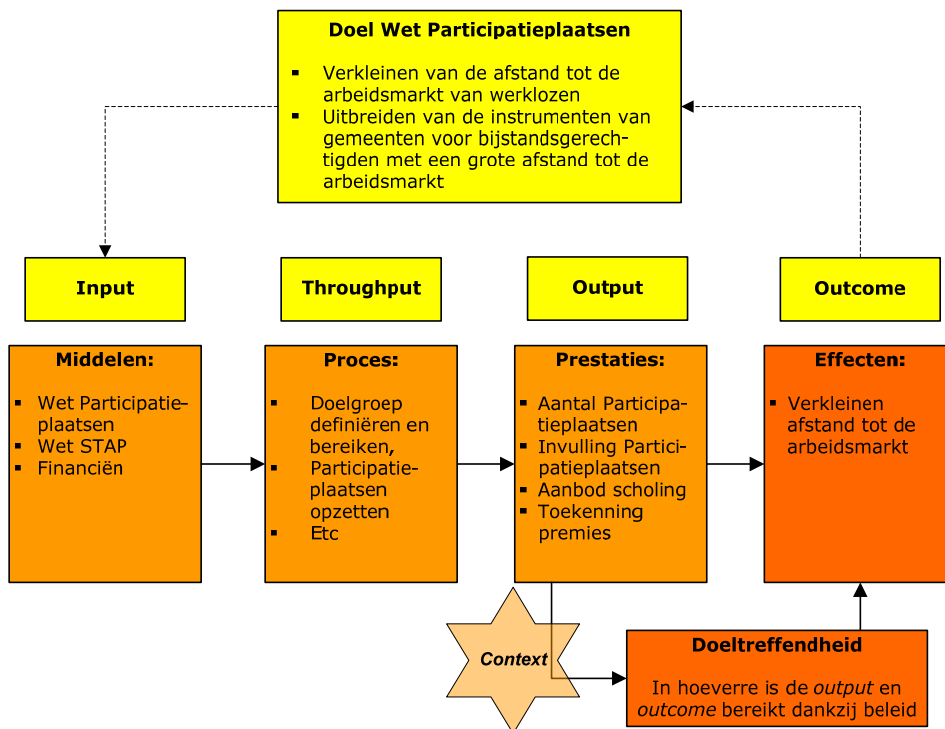 Doel Wet Participatieplaatsen
▪ Verkleinen van de afstand tot de
arbeidsmarkt van werklozen
▪ Uitbreiden van de instrumenten van
gemeenten voor bijstandsgerech-
tigden met een grote afstand tot de
arbeidsmarkt
Input
Throughput
Output
Outcome
Middelen:
▪ Wet Participatie-
plaatsen
▪ Wet STAP
▪ Financiën
Proces:
▪ Doelgroep
definiëren en
bereiken,
▪ Participatie-
plaatsen
opzetten
▪ Etc
Prestaties:
▪ Aantal Participa-
tieplaatsen
▪ Invulling Partici-
patieplaatsen
▪ Aanbod scholing
▪ Toekenning
premies
Effecten:
▪ Verkleinen
afstand tot de
arbeidsmarkt
Context
Doeltreffendheid
In hoeverre is de output en
outcome bereikt dankzij beleid